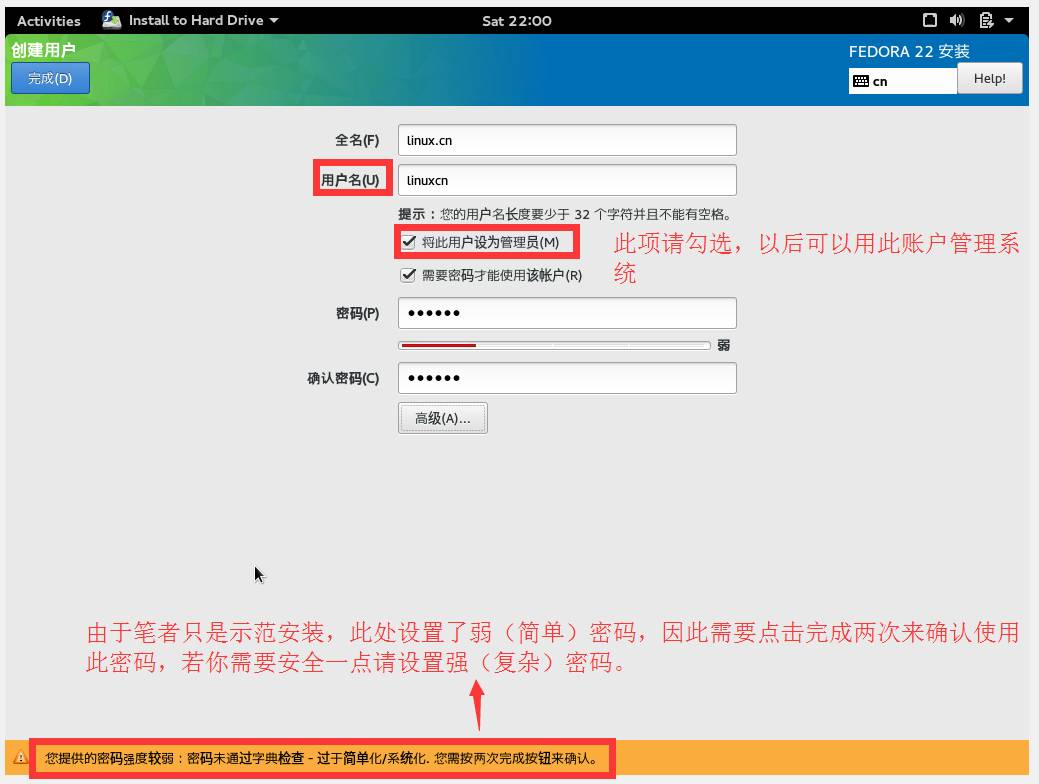 Activities Install to Hard Drive Sat 22:00
创建用户 FEDORA 22 安装
完成(D) cn Help!
全名(F) linux.cn
用户名(U) linuxcn
提示：您的用户名长度要少于 32 个字符并且不能有空格。
将此用户设为管理员(M)
此项请勾选，以后可以用此账户管理系
统
需要密码才能使用该帐户(R)
密码(P) ●●●●●●
弱
确认密码(C) ●●●●●●
高级(A)...
由于笔者只是示范安装，此处设置了弱（简单）密码，因此需要点击完成两次来确认使用
此密码，若你需要安全一点请设置强（复杂）密码。
您提供的密码强度较弱：密码未通过字典检查 - 过于简单化/系统化. 您需按两次完成按钮来确认。